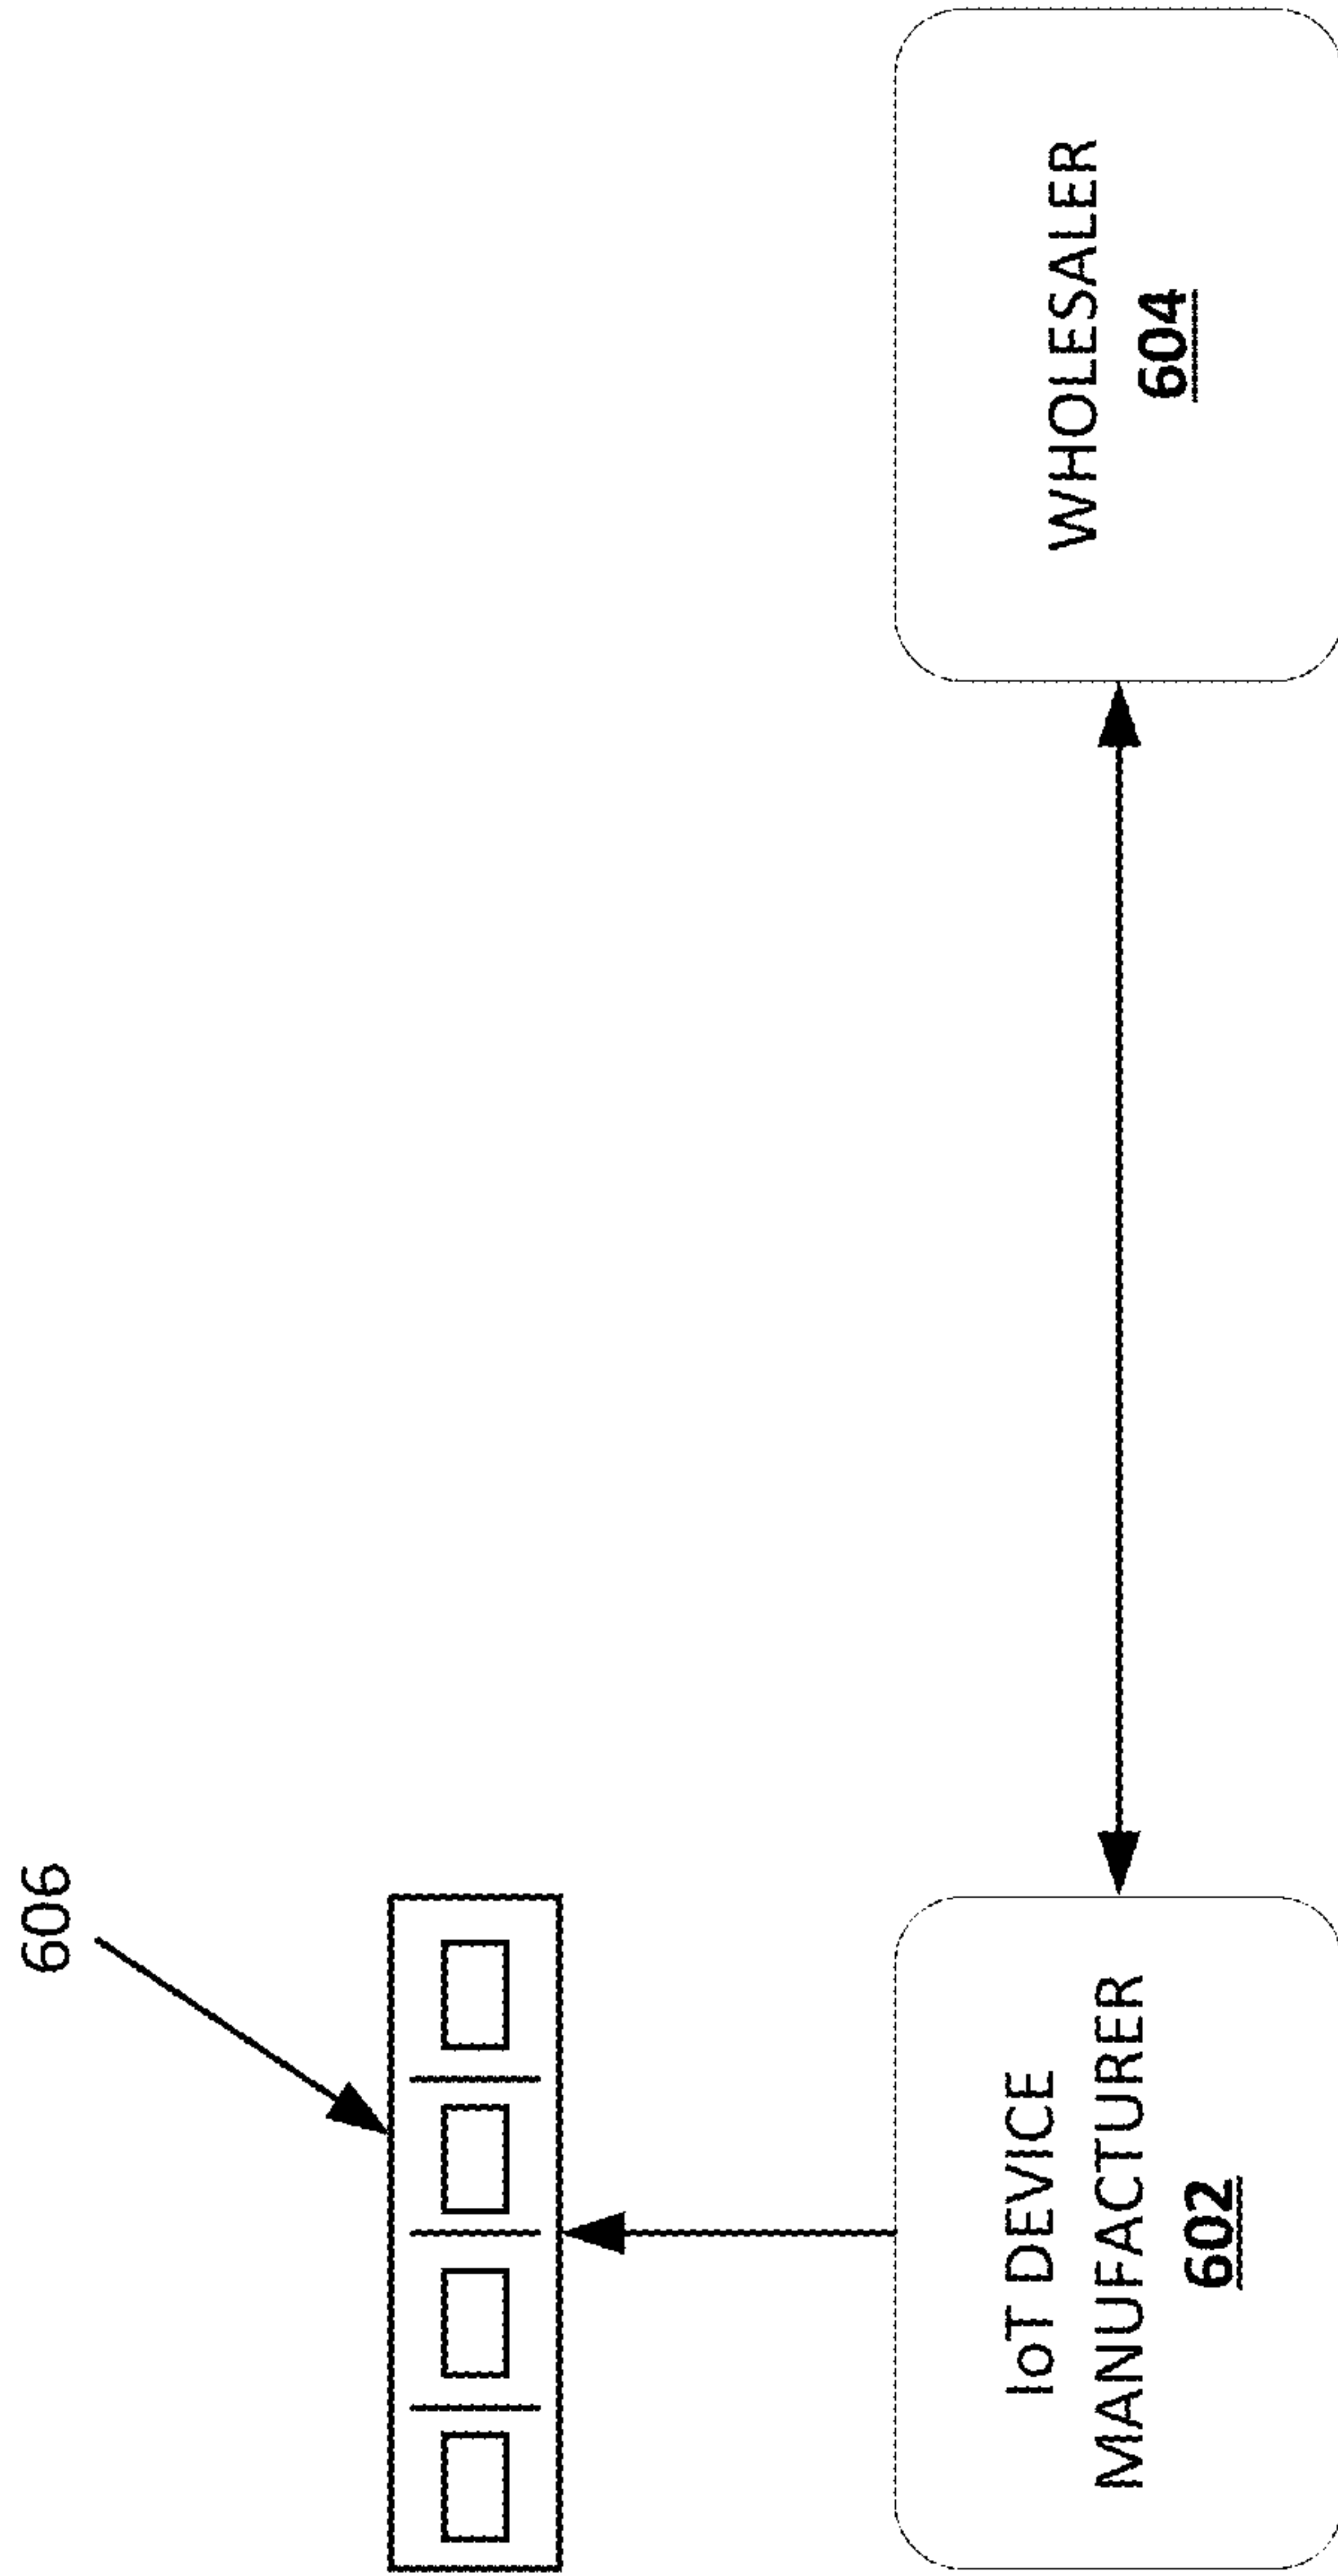 606
IoT DEVICE
MANUFACTURER
602
WHOLESALER
604